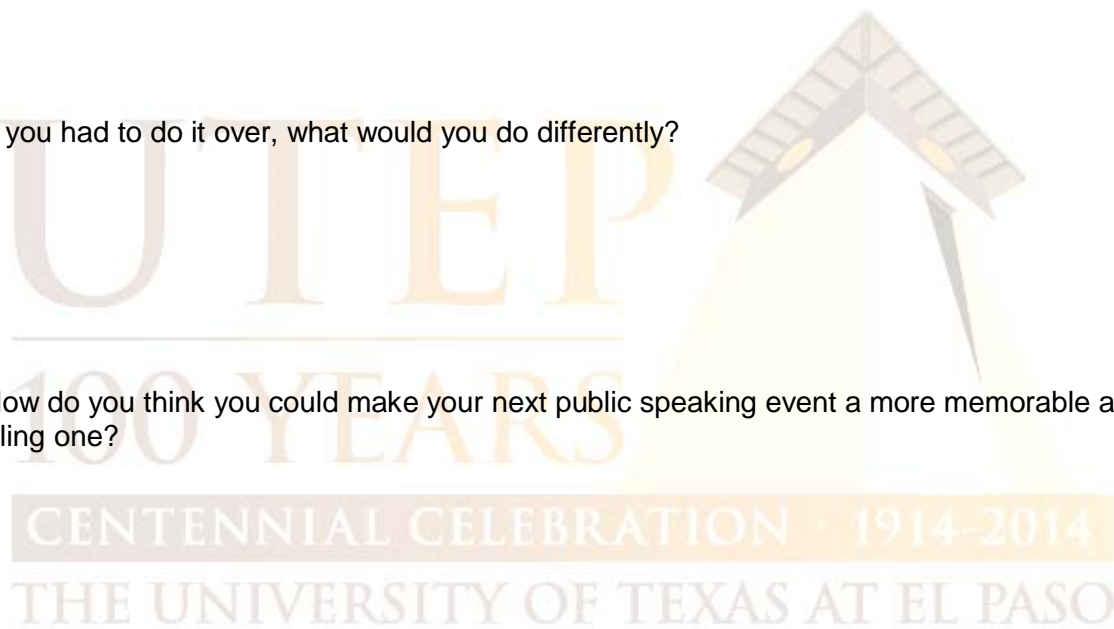 UTEP
you had to do it over, what would you do differently?
100 YEARS
ow do you think you could make your next public speaking event a more memorable a
ling one?
CENTENNIAL CELEBRATION · 1914-2014
THE UNIVERSITY OF TEXAS AT EL PASO